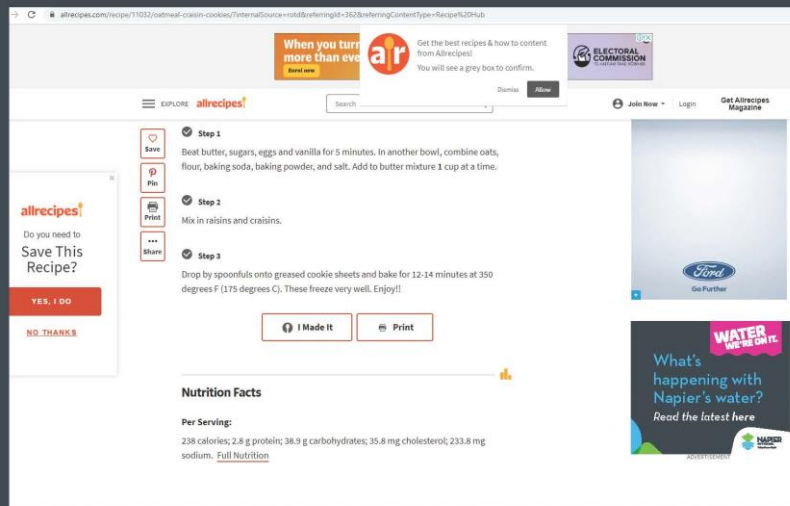 allrecipes.com/recipe/11032/oatmeal-craisin-cookies/?internalSource=rotd&referringId=362&referringContentType=Recipe%20Hub
When you turn
more than eve
Enrol now
ar
Get the best recipes & how to content
from Allrecipes!
You will see a grey box to confirm.
Dismiss
Allow
ELECTORAL
COMMISSION
EXPLORE
allrecipes!
Search
Join Now
Login
Get Allrecipes
Magazine
Save
Pin
Print
Share
Step 1
Beat butter, sugars, eggs and vanilla for 5 minutes. In another bowl, combine oats,
flour, baking soda, baking powder, and salt. Add to butter mixture 1 cup at a time.
Step 2
Mix in raisins and craisins.
Step 3
Drop by spoonfuls onto greased cookie sheets and bake for 12-14 minutes at 350
degrees F (175 degrees C). These freeze very well. Enjoy!!
I Made It
Print
Nutrition Facts
Per Serving:
238 calories; 2.8 g protein; 38.9 g carbohydrates; 35.8 mg cholesterol; 233.8 mg
sodium. Full Nutrition
allrecipes!
Do you need to
Save This
Recipe?
YES, I DO
NO THANKS
Ford
Go Further
WATER
WE'RE ON IT.
What's
happening with
Napier's water?
Read the latest here
NAPIER
ADVERTISEMENT